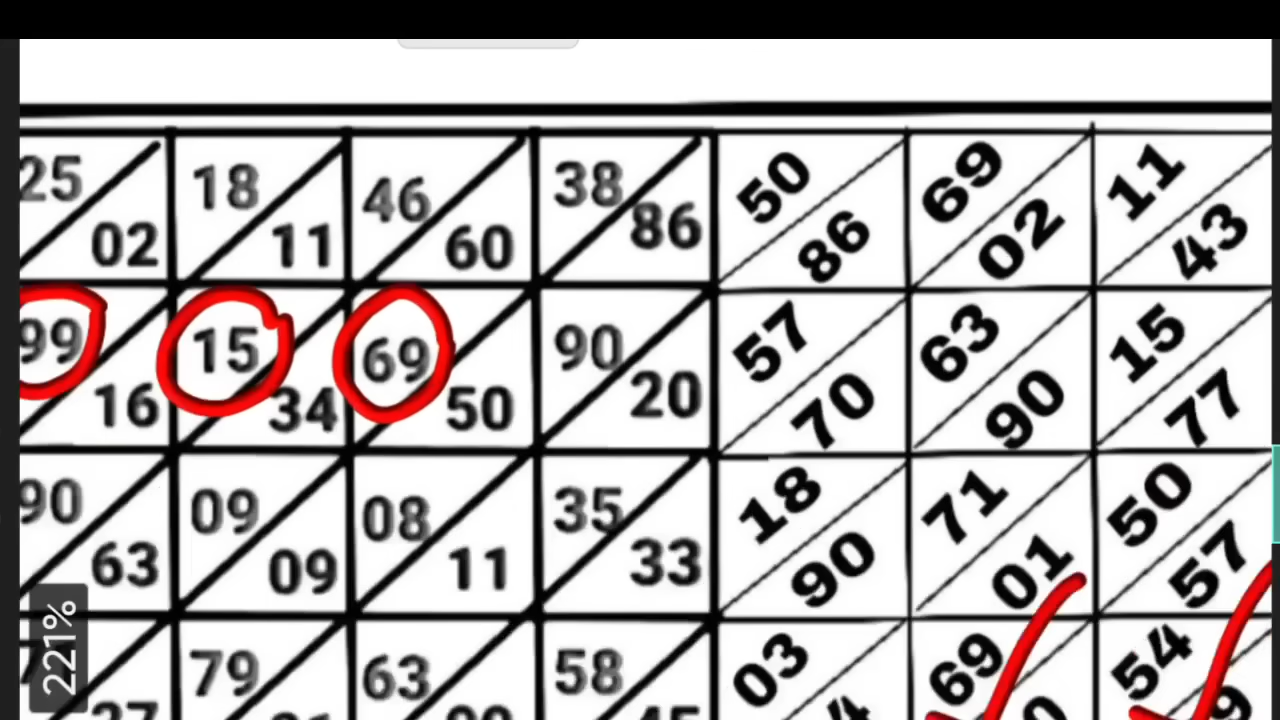 25 18 46 38 50 69 11
02 11 60 86 86 02 43
99 15 69 90 57 63 15
16 34 50 20 70 90 77
90 09 08 35 18 71 50
63 09 11 33 90 01 57
79 63 58 03 69 54
221%